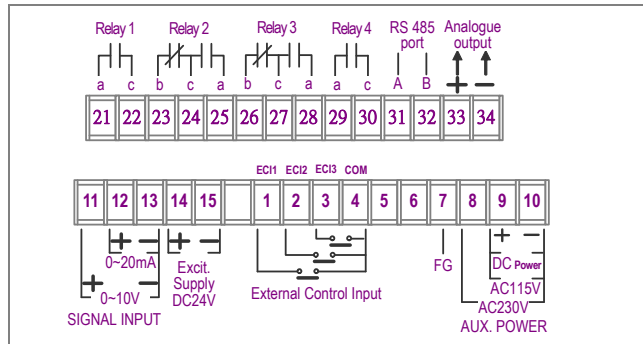 Relay 1 Relay 2 Relay 3 Relay 4 RS 485 port Analogue output
a c b c a b c a a c A B + −
21 22 23 24 25 26 27 28 29 30 31 32 33 34
ECI1 ECI2 ECI3 COM
11 12 13 14 15 1 2 3 4 5 6 7 8 9 10
+ − + − + −
0~20mA Excit. Supply DC24V FG DC Power
+ − 0~10V External Control Input AC115V
AC230V
SIGNAL INPUT AUX. POWER